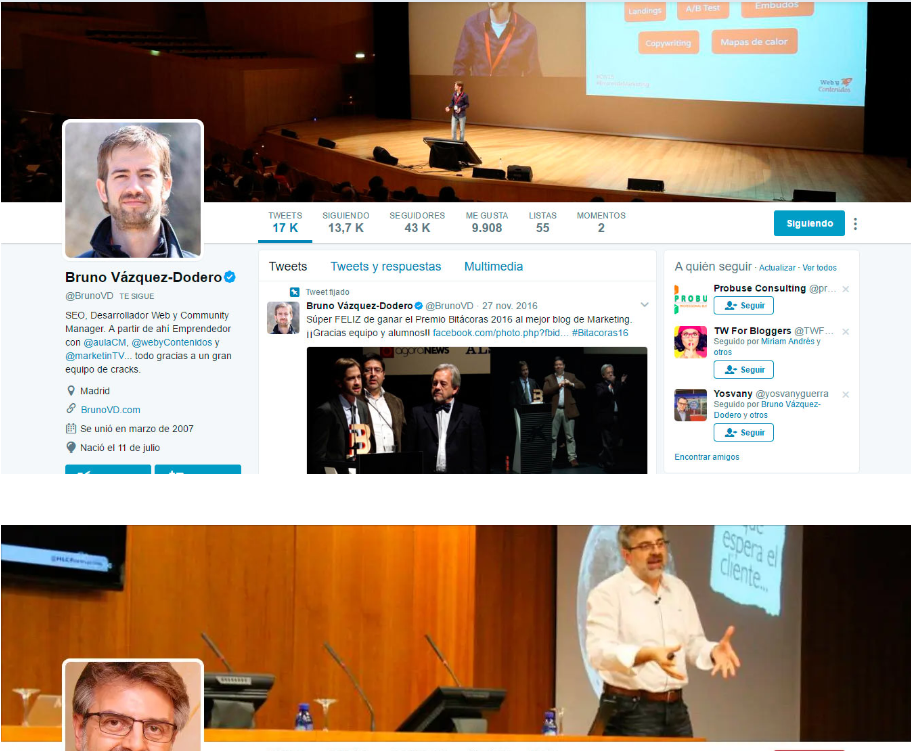 Landings
A/B Test
Embudos
Copywriting
Mapas de calor
Web y
Contenidos
TWEETS
17 K
SIGUIENDO
13,7 K
SEGUIDORES
43 K
ME GUSTA
9.908
LISTAS
55
MOMENTOS
2
Siguiendo
Bruno Vázquez-Dodero
@BrunoVD TE SIGUE
SEO, Desarrollador Web y Community
Manager. A partir de ahí Emprendedor
con @aulaCM, @webyContenidos y
@marketinTV... todo gracias a un gran
equipo de cracks.
Madrid
BrunoVD.com
Se unió en marzo de 2007
Nació el 11 de julio
Tweets
Tweets y respuestas
Multimedia
Tweet fijado
Bruno Vázquez-Dodero @BrunoVD · 27 nov. 2016
Súper FELIZ de ganar el Premio Bitácoras 2016 al mejor blog de Marketing.
¡¡Gracias equipo y alumnos!! facebook.com/photo.php?fbid… #Bitacoras16
agoraNEWS
A quién seguir · Actualizar · Ver todos
PROBU
Probuse Consulting @pr...
Seguir
TW For Bloggers @TWF...
Seguido por Miriam Andrés y
otros
Seguir
Yosvany @yosvanyguerra
Seguido por Bruno Vázquez-
Dodero y otros
Seguir
Encontrar amigos
que
espera el
cliente...